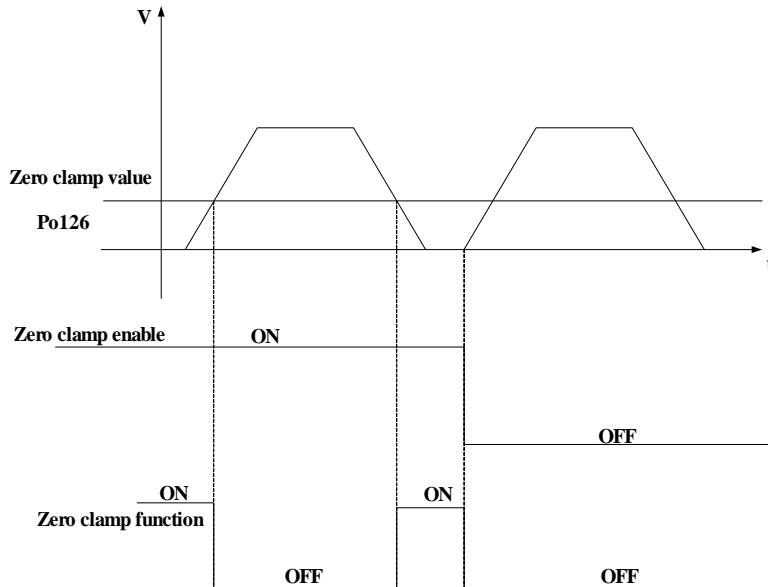 V
Zero clamp value
Po126
Zero clamp enable
ON
OFF
ON
ON
Zero clamp function
OFF
OFF